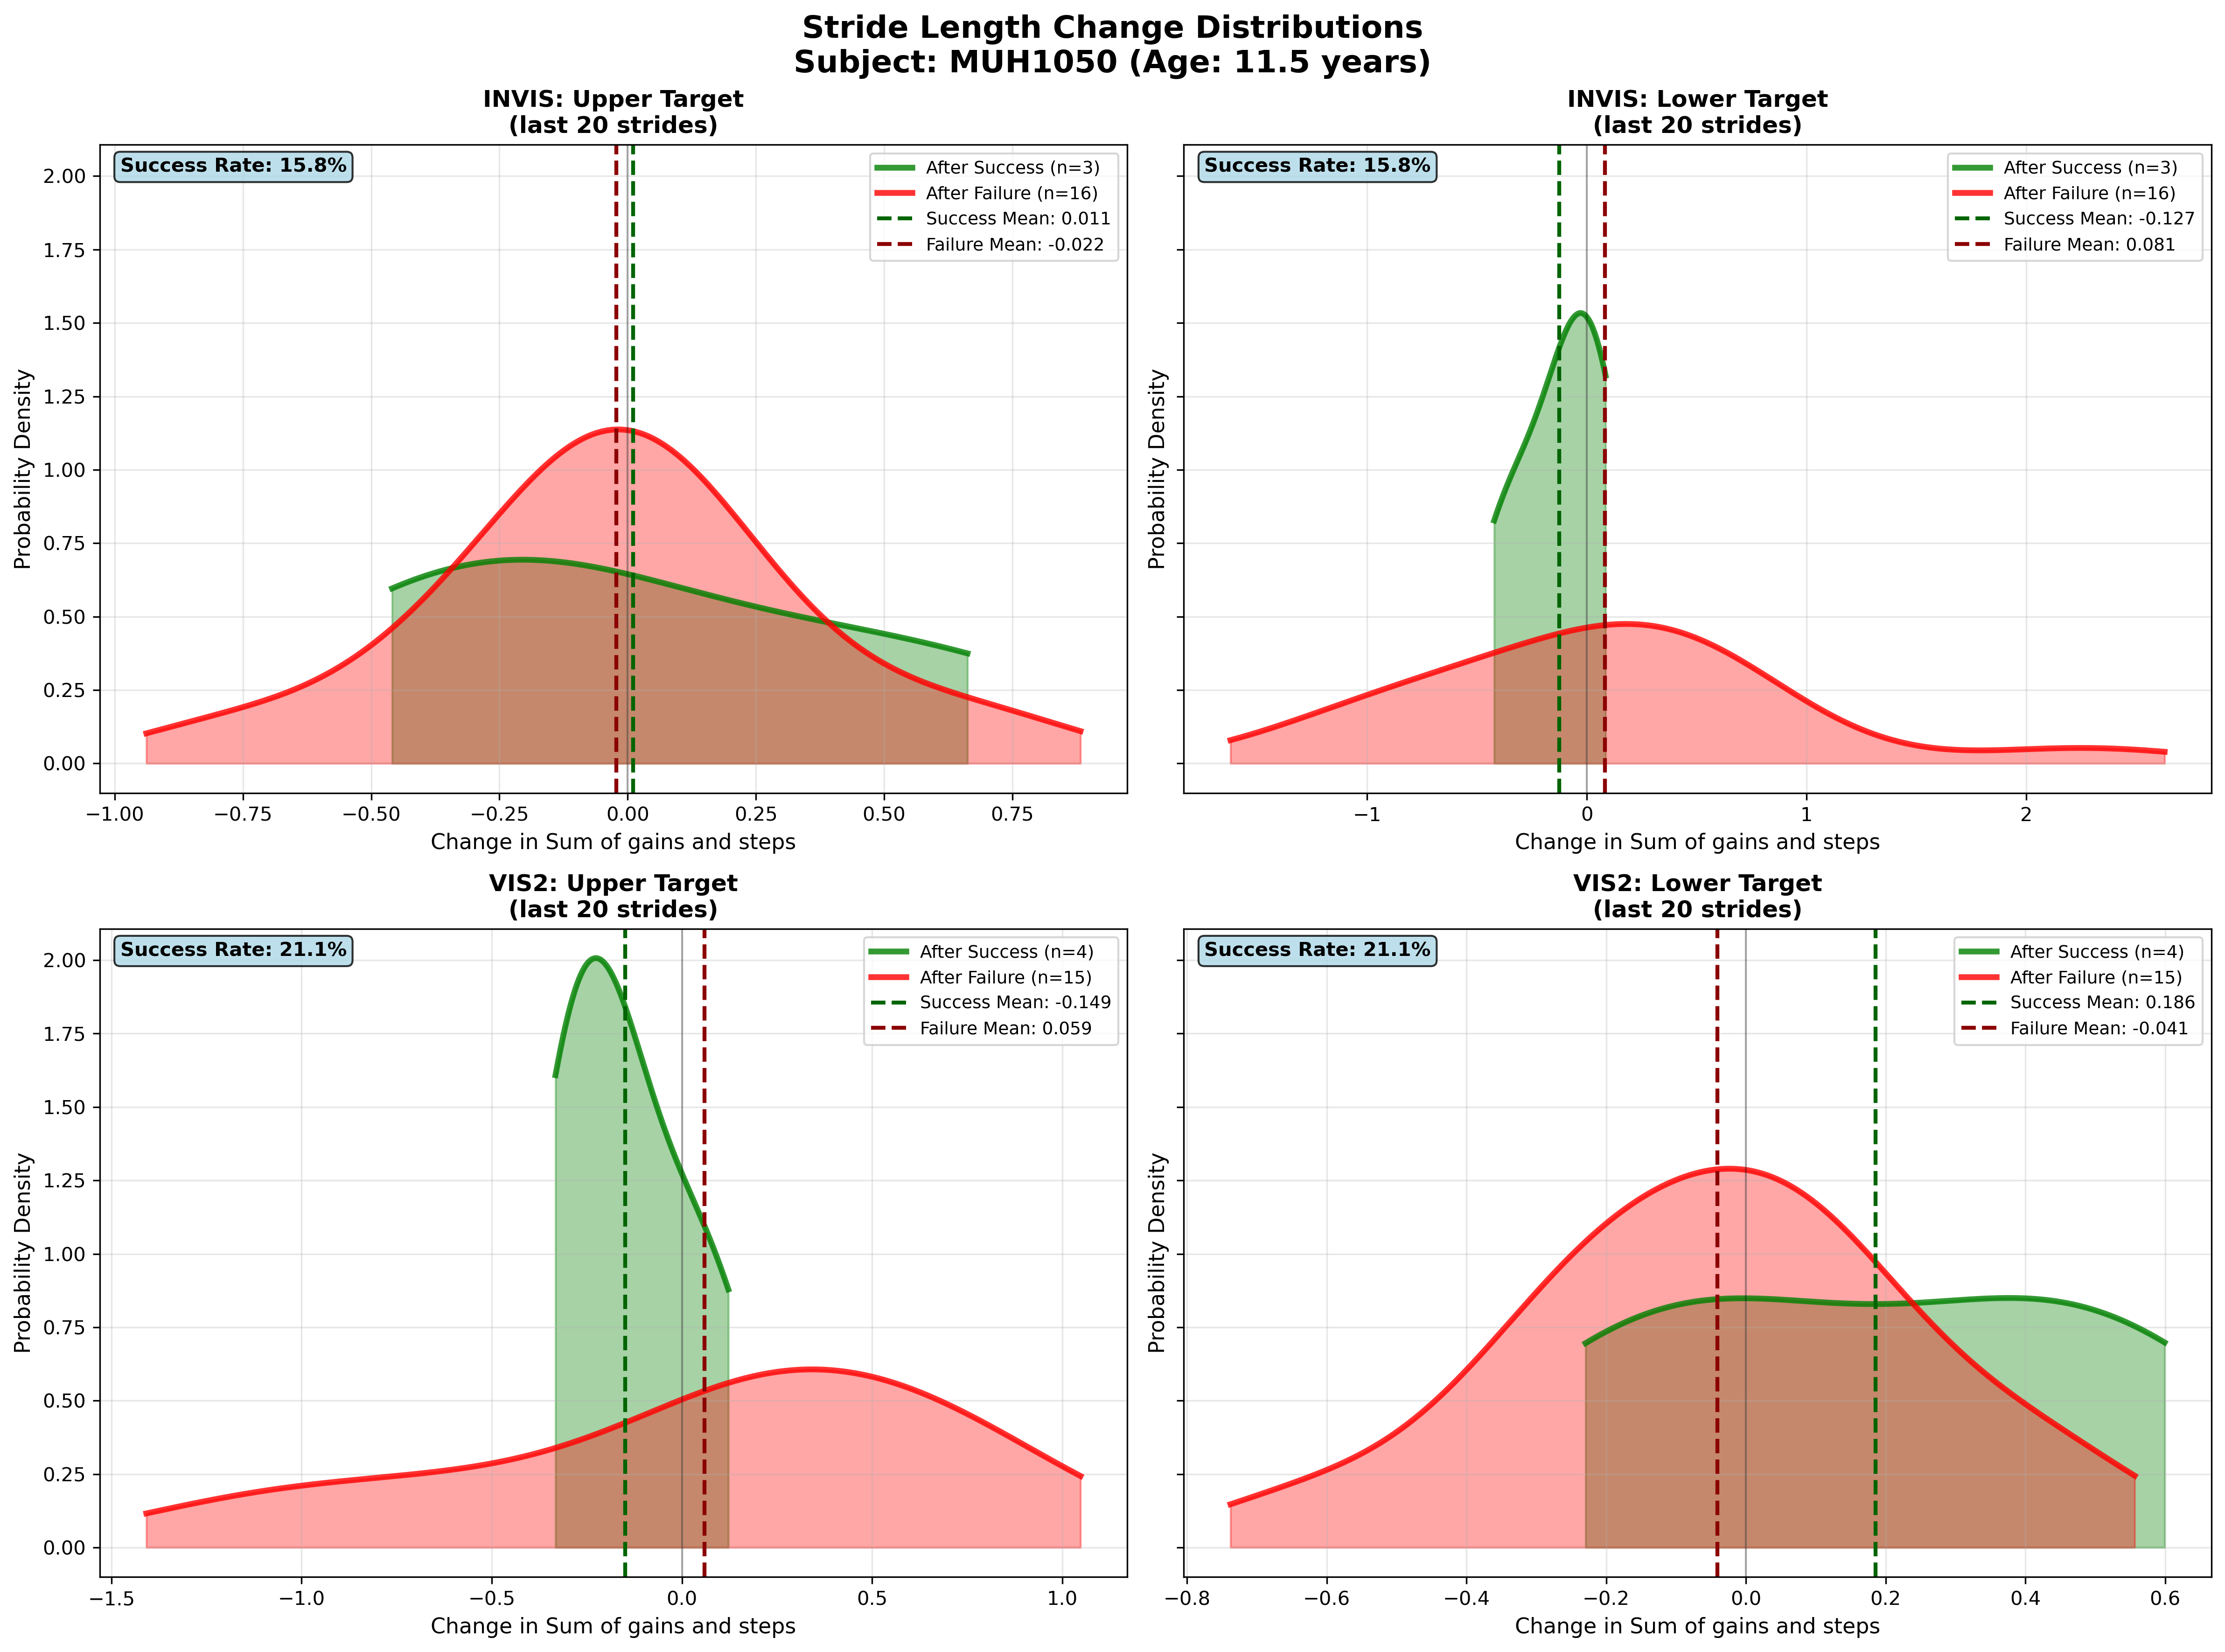 Stride Length Change Distributions
Subject: MUH1050 (Age: 11.5 years)
INVIS: Upper Target
(last 20 strides)
Success Rate: 15.8%
After Success (n=3)
After Failure (n=16)
Success Mean: 0.011
Failure Mean: -0.022
2.00
1.75
1.50
1.25
1.00
0.75
0.50
0.25
0.00
Probability Density
−1.00 −0.75 −0.50 −0.25 0.00 0.25 0.50 0.75
Change in Sum of gains and steps
INVIS: Lower Target
(last 20 strides)
Success Rate: 15.8%
After Success (n=3)
After Failure (n=16)
Success Mean: -0.127
Failure Mean: 0.081
Probability Density
−1 0 1 2
Change in Sum of gains and steps
VIS2: Upper Target
(last 20 strides)
Success Rate: 21.1%
After Success (n=4)
After Failure (n=15)
Success Mean: -0.149
Failure Mean: 0.059
2.00
1.75
1.50
1.25
1.00
0.75
0.50
0.25
0.00
Probability Density
−1.5 −1.0 −0.5 0.0 0.5 1.0
Change in Sum of gains and steps
VIS2: Lower Target
(last 20 strides)
Success Rate: 21.1%
After Success (n=4)
After Failure (n=15)
Success Mean: 0.186
Failure Mean: -0.041
Probability Density
−0.8 −0.6 −0.4 −0.2 0.0 0.2 0.4 0.6
Change in Sum of gains and steps